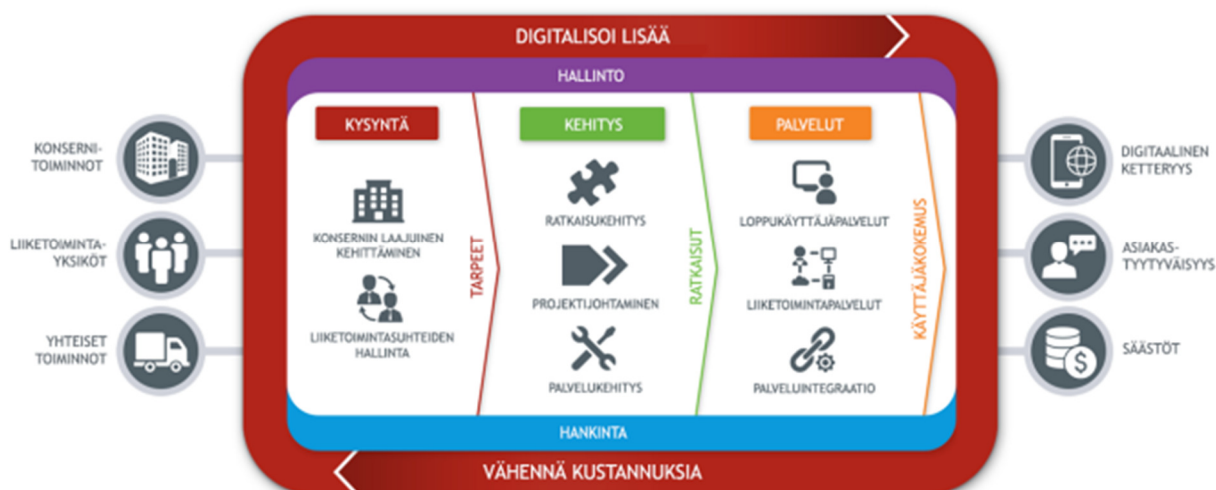 DIGITALISOI LISÄÄ
HALLINTO
KONSERNI-
TOIMINNOT
LIIKETOIMINTA-
YKSIKÖT
YHTEISET
TOIMINNOT
KYSYNTÄ
KONSERNIN LAAJUINEN
KEHITTÄMINEN
LIIKETOIMINTASUHTEIDEN
HALLINTA
TARPEET
KEHITYS
RATKAISUKEHITYS
PROJEKTIJOHTAMINEN
PALVELUKEHITYS
RATKAISUT
PALVELUT
LOPPUKÄYTTÄJÄPALVELUT
LIIKETOIMINTAPALVELUT
PALVELUINTEGRAATIO
KÄYTTÄJÄKOKEMUS
DIGITAALINEN
KETTERYYS
ASIAKAS-
TYYTYVÄISYYS
SÄÄSTÖT
HANKINTA
VÄHENNÄ KUSTANNUKSIA